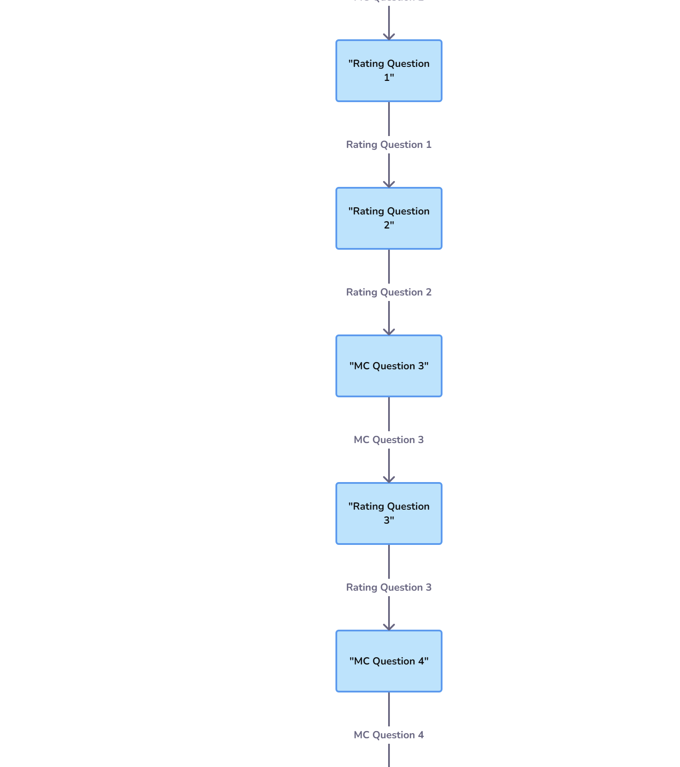 "Rating Question
1"
Rating Question 1
"Rating Question
2"
Rating Question 2
"MC Question 3"
MC Question 3
"Rating Question
3"
Rating Question 3
"MC Question 4"
MC Question 4